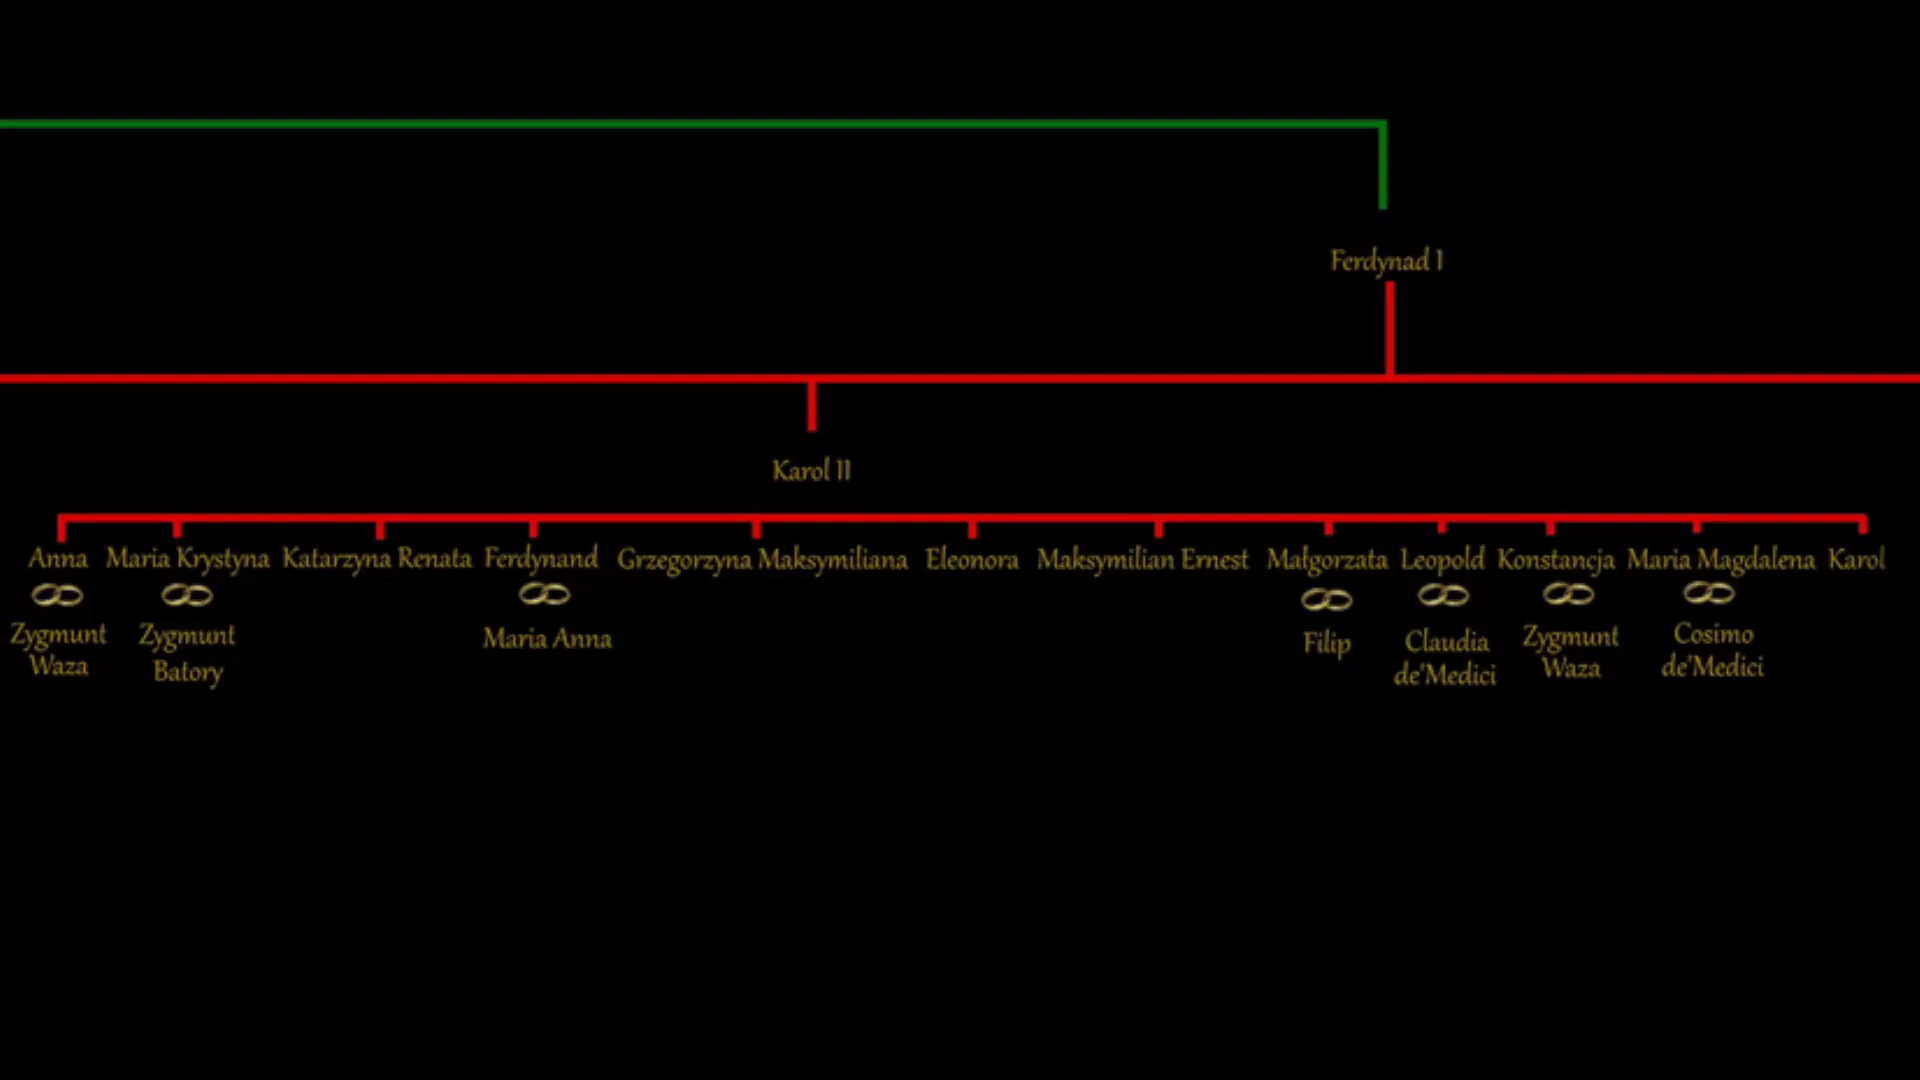 Ferdynad I
Karol II
Anna
Maria Krystyna
Katarzyna Renata
Ferdynand
Grzegorzyna Maksymiliana
Eleonora
Maksymilian Ernest
Małgorzata
Leopold
Konstancja
Maria Magdalena
Karol
Zygmunt
Waza
Zygmunt
Batory
Maria Anna
Filip
Claudia
de'Medici
Zygmunt
Waza
Cosimo
de'Medici